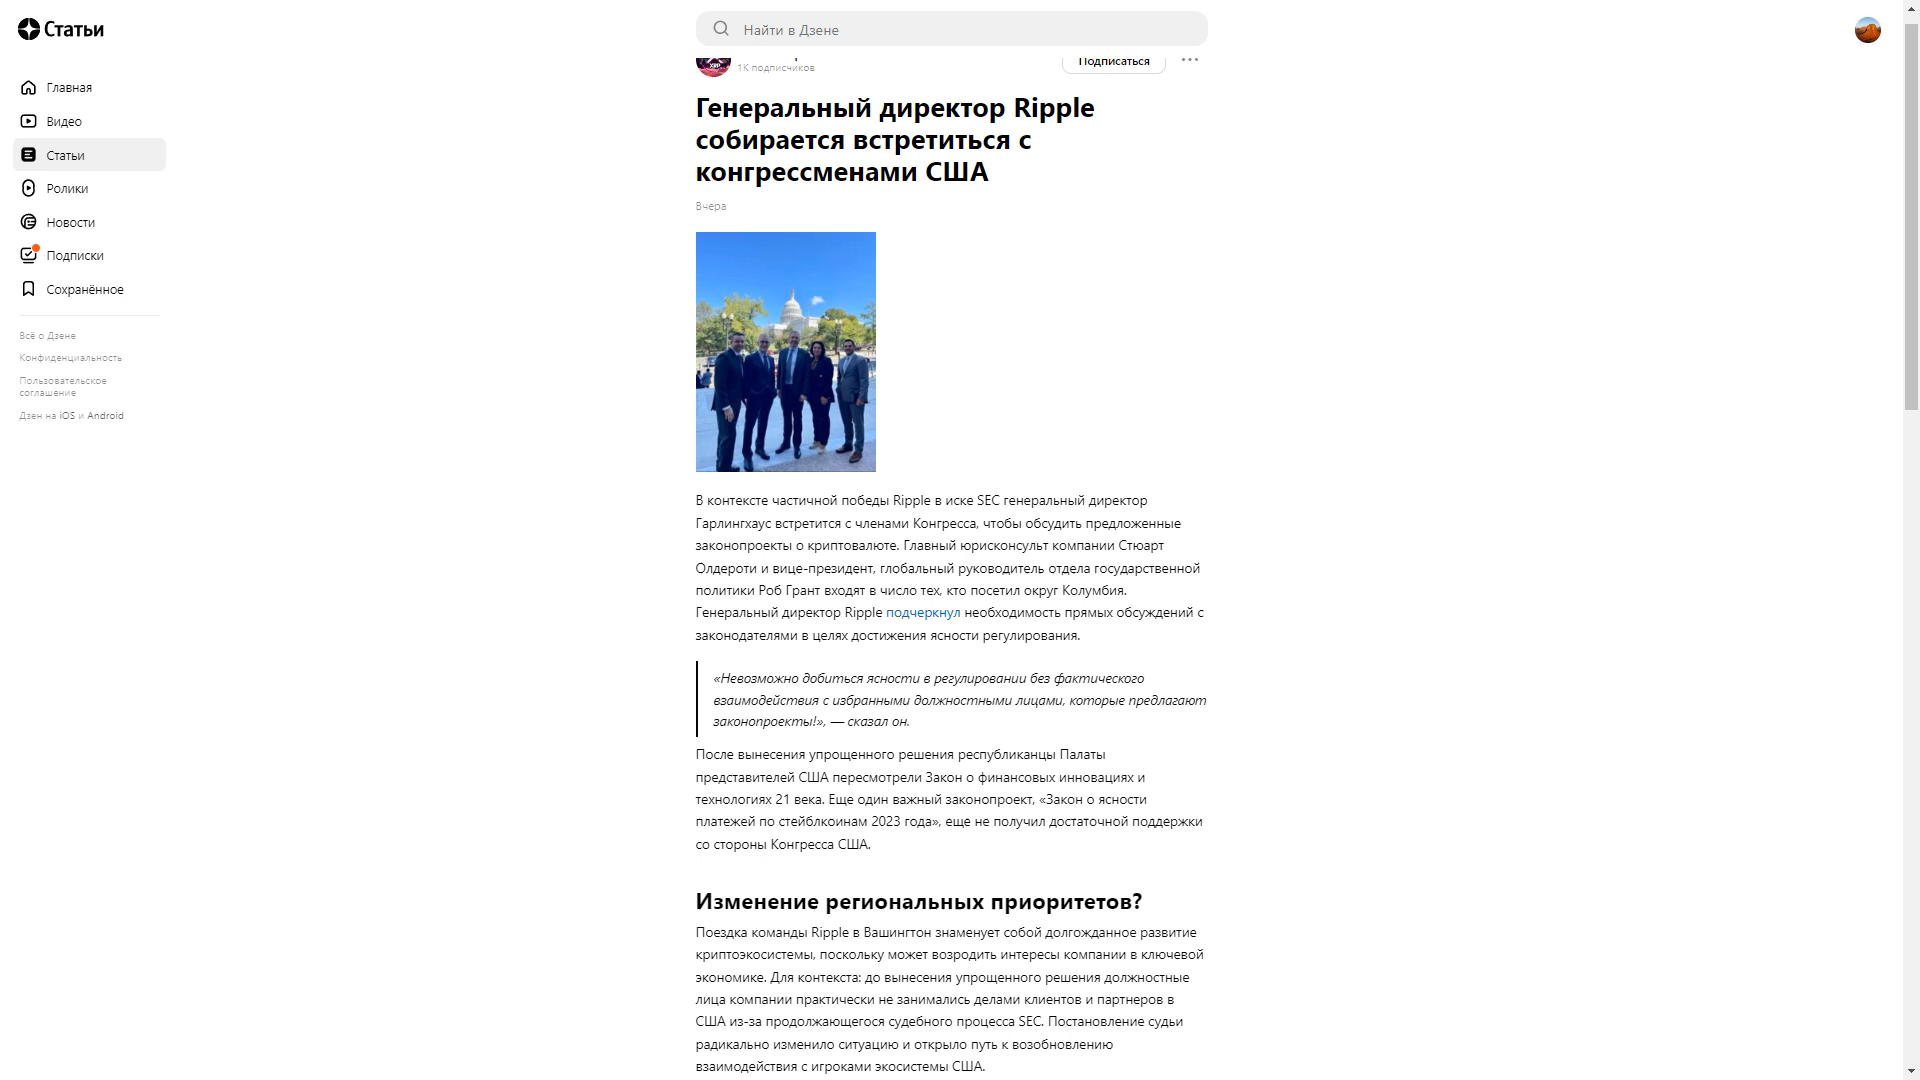 Статьи
Найти в Дзене
1K подписчиков
Подписаться
Главная
Видео
Статьи
Ролики
Новости
Подписки
Сохранённое
Всё о Дзене
Конфиденциальность
Пользовательское
соглашение
Дзен на iOS и Android
Генеральный директор Ripple
собирается встретиться с
конгрессменами США
Вчера
В контексте частичной победы Ripple в иске SEC генеральный директор
Гарлингхаус встретится с членами Конгресса, чтобы обсудить предложенные
законопроекты о криптовалюте. Главный юрисконсульт компании Стюарт
Олдероти и вице-президент, глобальный руководитель отдела государственной
политики Роб Грант входят в число тех, кто посетил округ Колумбия.
Генеральный директор Ripple подчеркнул необходимость прямых обсуждений с
законодателями в целях достижения ясности регулирования.
«Невозможно добиться ясности в регулировании без фактического
взаимодействия с избранными должностными лицами, которые предлагают
законопроекты!», — сказал он.
После вынесения упрощенного решения республиканцы Палаты
представителей США пересмотрели Закон о финансовых инновациях и
технологиях 21 века. Еще один важный законопроект, «Закон о ясности
платежей по стейблкоинам 2023 года», еще не получил достаточной поддержки
со стороны Конгресса США.
Изменение региональных приоритетов?
Поездка команды Ripple в Вашингтон знаменует собой долгожданное развитие
криптоэкосистемы, поскольку может возродить интересы компании в ключевой
экономике. Для контекста: до вынесения упрощенного решения должностные
лица компании практически не занимались делами клиентов и партнеров в
США из-за продолжающегося судебного процесса SEC. Постановление судьи
радикально изменило ситуацию и открыло путь к возобновлению
взаимодействия с игроками экосистемы США.